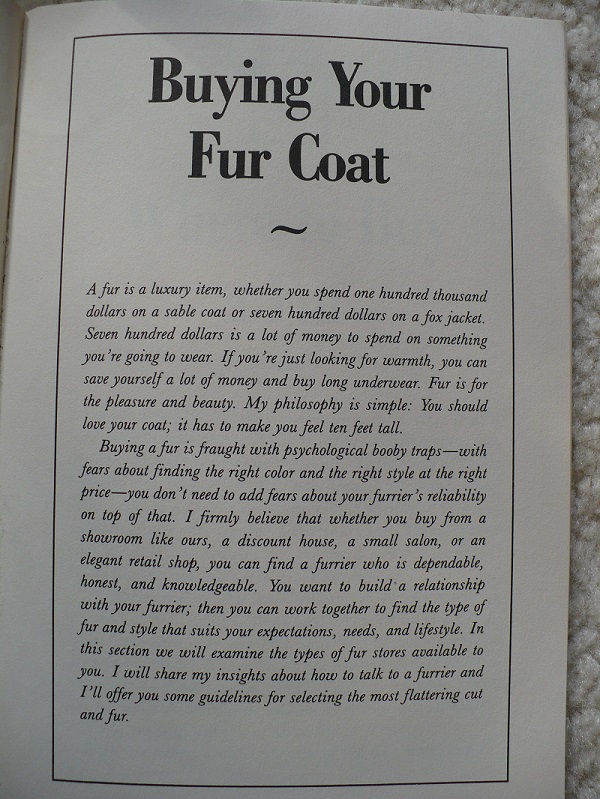 Buying Your
Fur Coat
~
A fur is a luxury item, whether you spend one hundred thousand
dollars on a sable coat or seven hundred dollars on a fox jacket.
Seven hundred dollars is a lot of money to spend on something
you're going to wear. If you're just looking for warmth, you can
save yourself a lot of money and buy long underwear. Fur is for
the pleasure and beauty. My philosophy is simple: You should
love your coat; it has to make you feel ten feet tall.
Buying a fur is fraught with psychological booby traps—with
fears about finding the right color and the right style at the right
price—you don't need to add fears about your furrier's reliability
on top of that. I firmly believe that whether you buy from a
showroom like ours, a discount house, a small salon, or an
elegant retail shop, you can find a furrier who is dependable,
honest, and knowledgeable. You want to build a relationship
with your furrier; then you can work together to find the type of
fur and style that suits your expectations, needs, and lifestyle. In
this section we will examine the types of fur stores available to
you. I will share my insights about how to talk to a furrier and
I'll offer you some guidelines for selecting the most flattering cut
and fur.